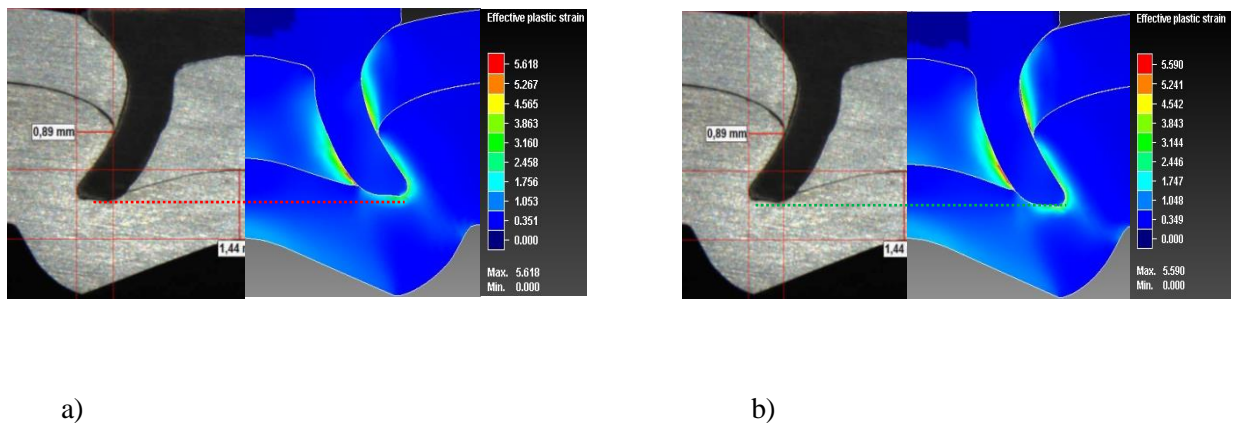 Effective plastic strain
5.618
5.267
4.565
3.863
3.160
2.458
1.756
1.053
0.351
0.000
Max. 5.618
Min. 0.000
0,89 mm
1,44
a)
Effective plastic strain
5.590
5.241
4.542
3.843
3.144
2.446
1.747
1.048
0.349
0.000
Max. 5.590
Min. 0.000
0,89 mm
1,44
b)